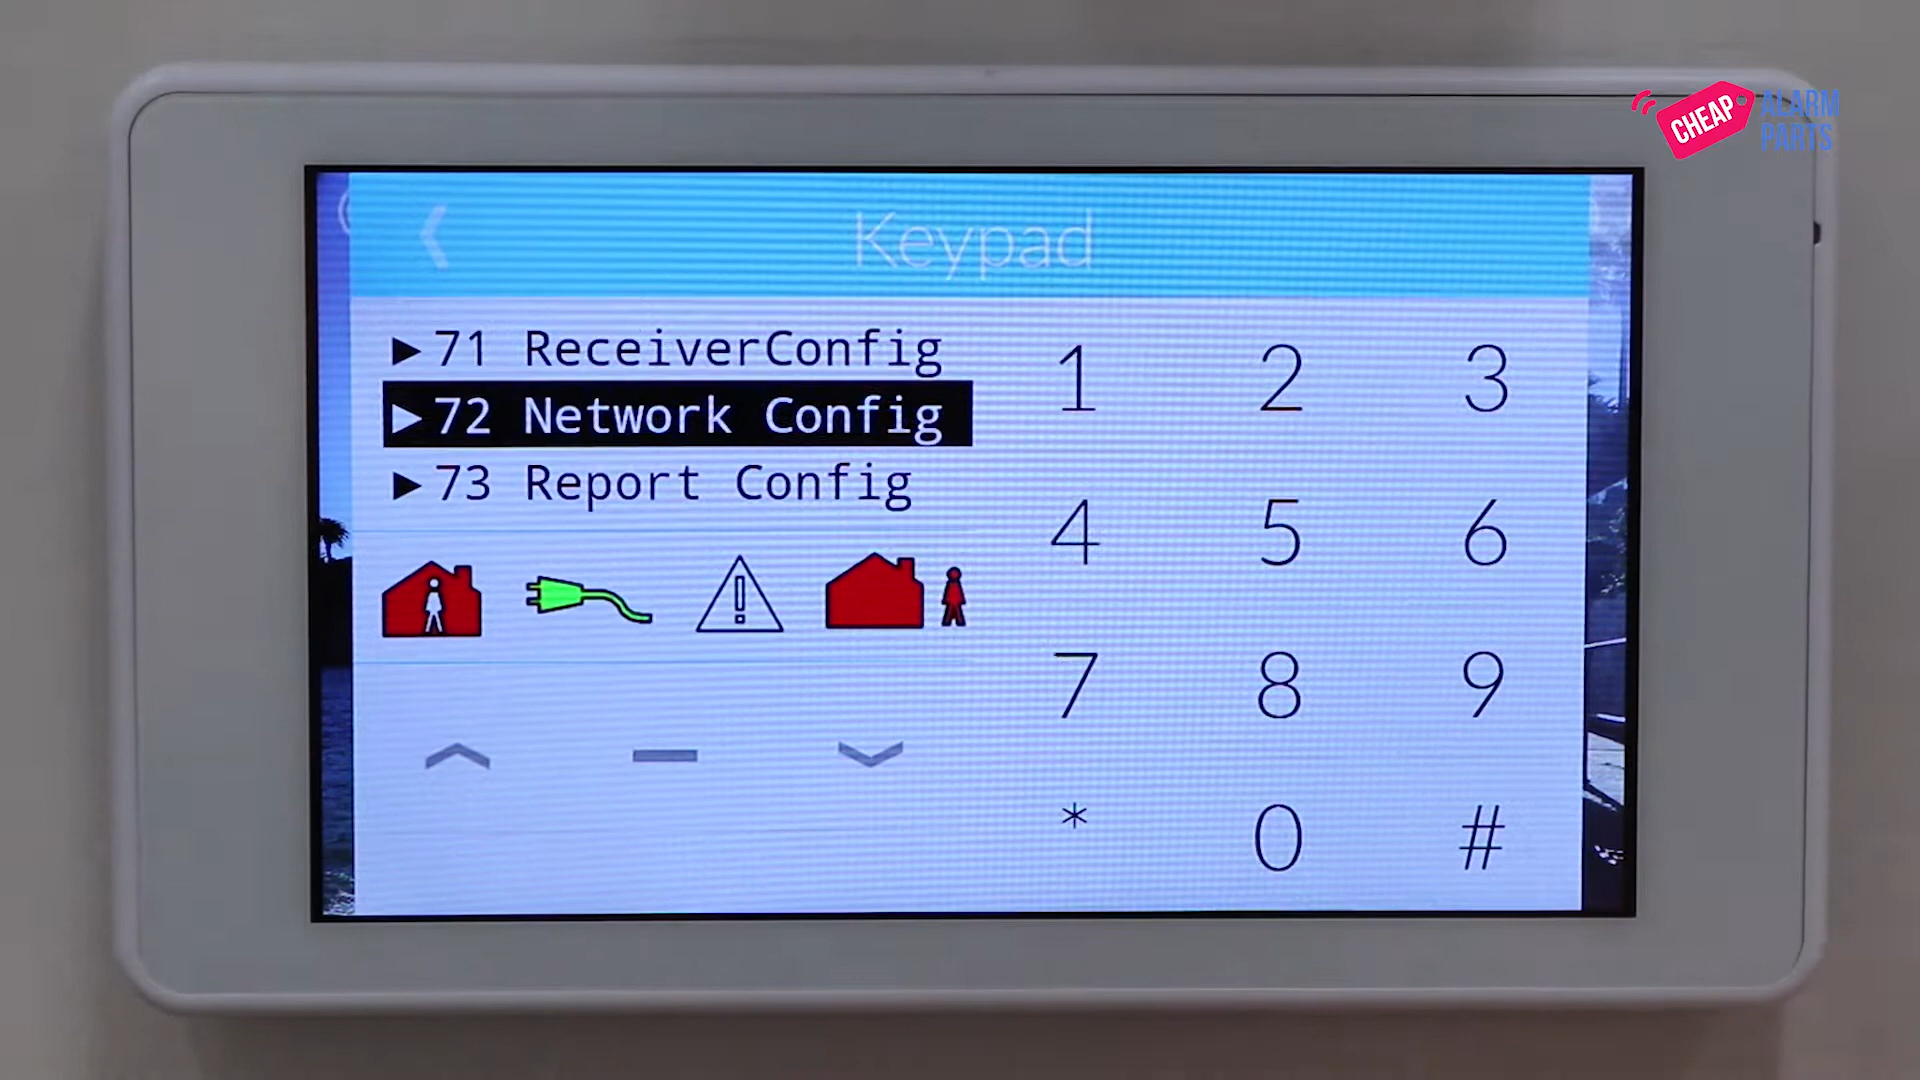 CHEAP ALARM
PARTS
Keypad
▶71 ReceiverConfig
▶72 Network Config
▶73 Report Config
1 2 3
4 5 6
7 8 9
* 0 #